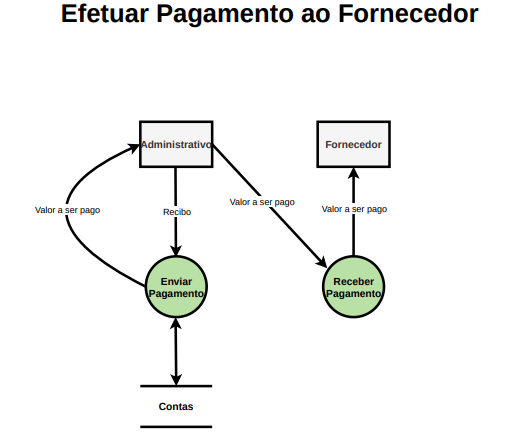 Efetuar Pagamento ao Fornecedor
Administrativo
Fornecedor
Valor a ser pago
Recibo
Valor a ser pago
Valor a ser pago
Enviar
Pagamento
Receber
Pagamento
Contas